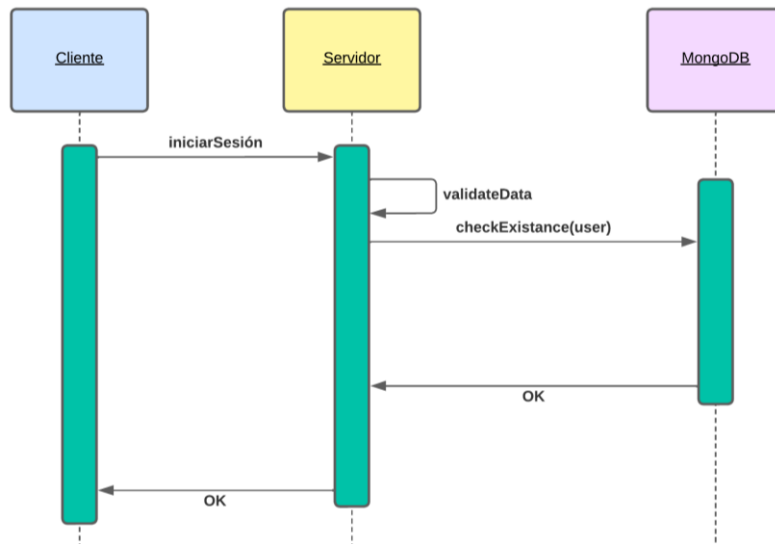 Cliente
Servidor
MongoDB
iniciarSesión
validateData
checkExistance(user)
OK
OK